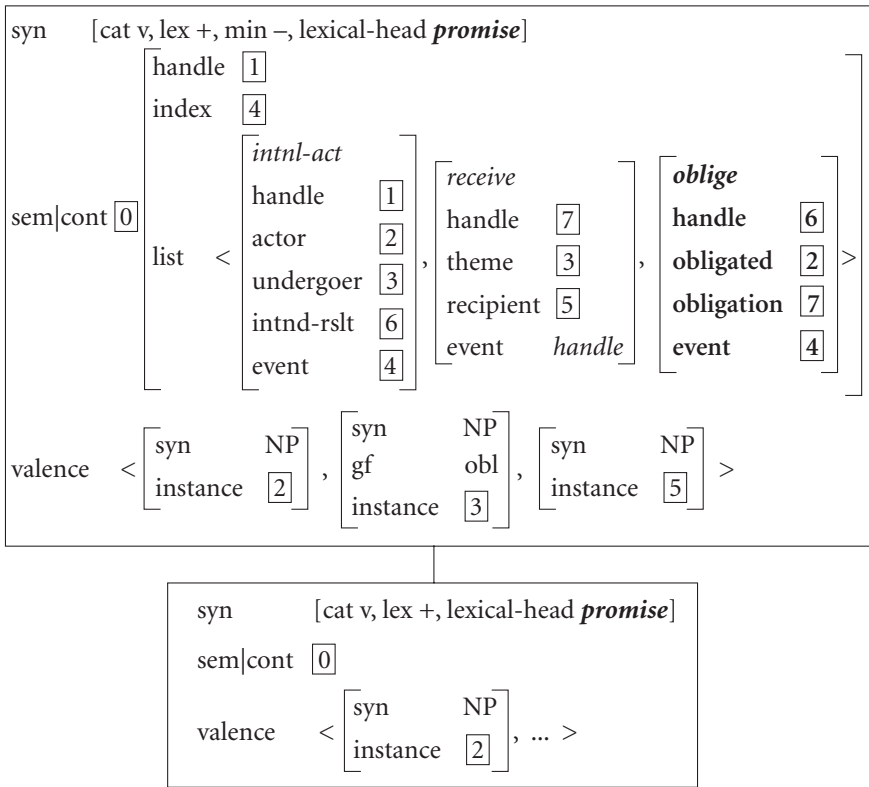 syn [cat v, lex +, min –, lexical-head promise]
sem|cont 0
handle 1
index 4
list <
intnl-act
handle 1
actor 2
undergoer 3
intnd-rslt 6
event 4
,
receive
handle 7
theme 3
recipient 5
event handle
,
oblige
handle 6
obligated 2
obligation 7
event 4
>
valence <
syn NP
instance 2
,
syn NP
gf obl
instance 3
,
syn NP
instance 5
>
syn [cat v, lex +, lexical-head promise]
sem|cont 0
valence <
syn NP
instance 2
, ... >